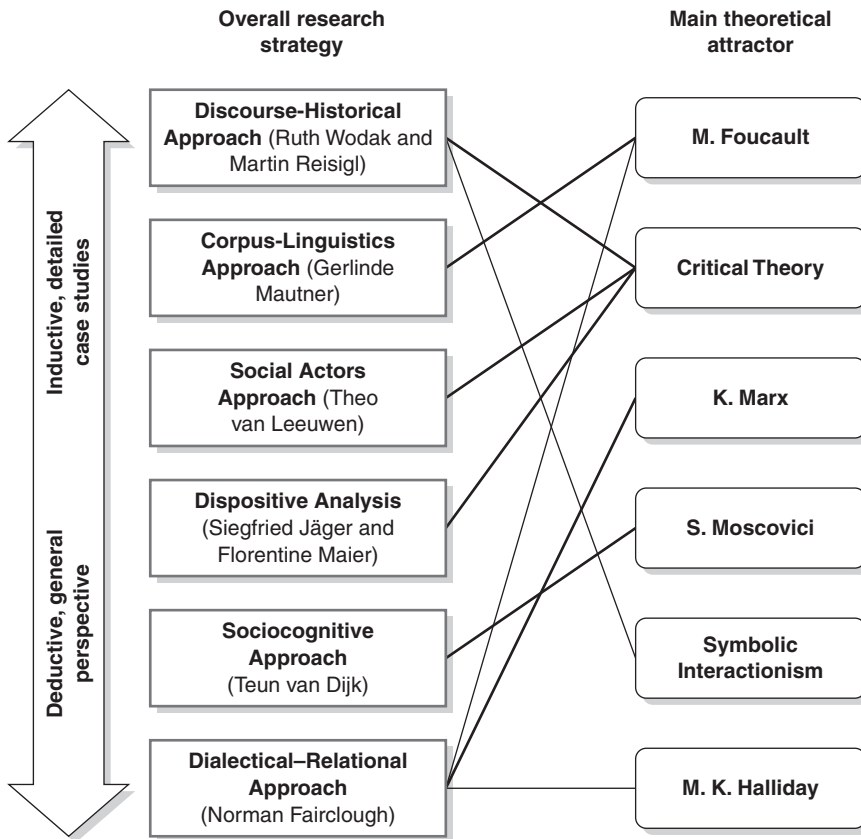 Overall research
strategy
Main theoretical
attractor
Inductive, detailed
case studies
Deductive, general
perspective
Discourse-Historical
Approach (Ruth Wodak and
Martin Reisigl)
Corpus-Linguistics
Approach (Gerlinde
Mautner)
Social Actors
Approach (Theo
van Leeuwen)
Dispositive Analysis
(Siegfried Jäger and
Florentine Maier)
Sociocognitive
Approach
(Teun van Dijk)
Dialectical–Relational
Approach
(Norman Fairclough)
M. Foucault
Critical Theory
K. Marx
S. Moscovici
Symbolic
Interactionism
M. K. Halliday